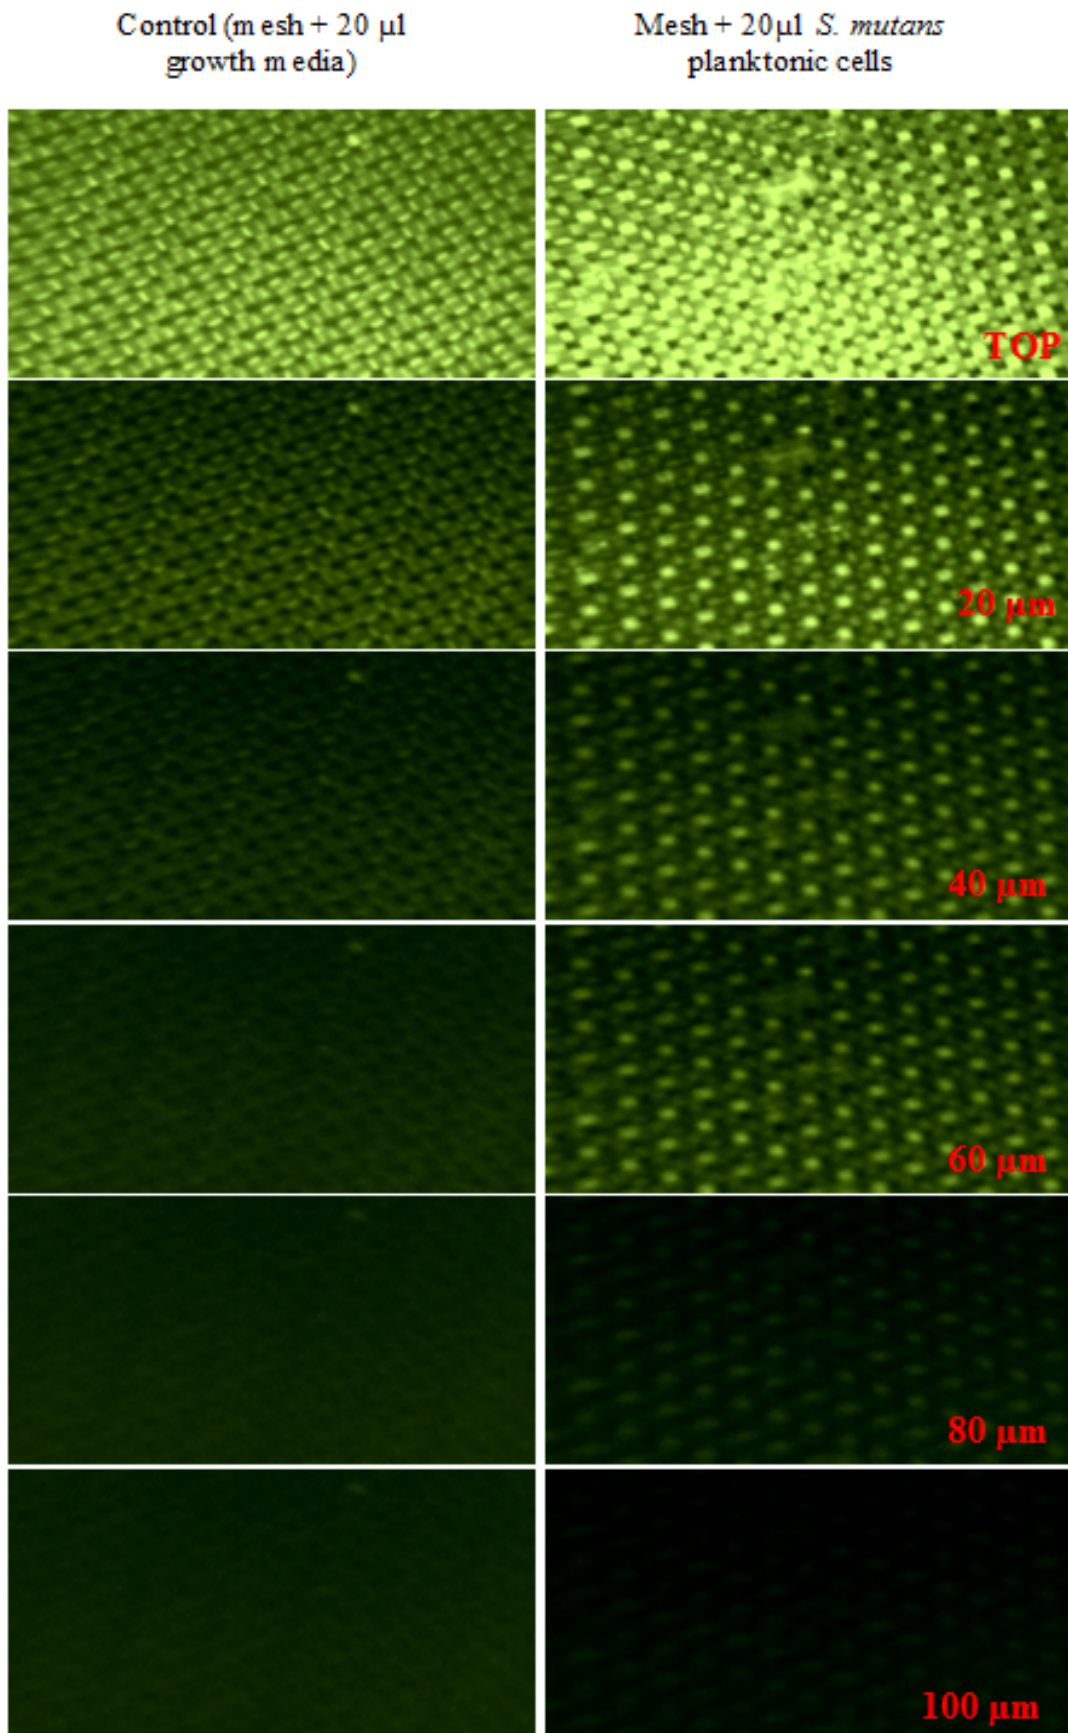 Control (mesh + 20 µl
growth media)
Mesh + 20µl S. mutans
planktonic cells
TOP
20 µm
40 µm
60 µm
80 µm
100 µm